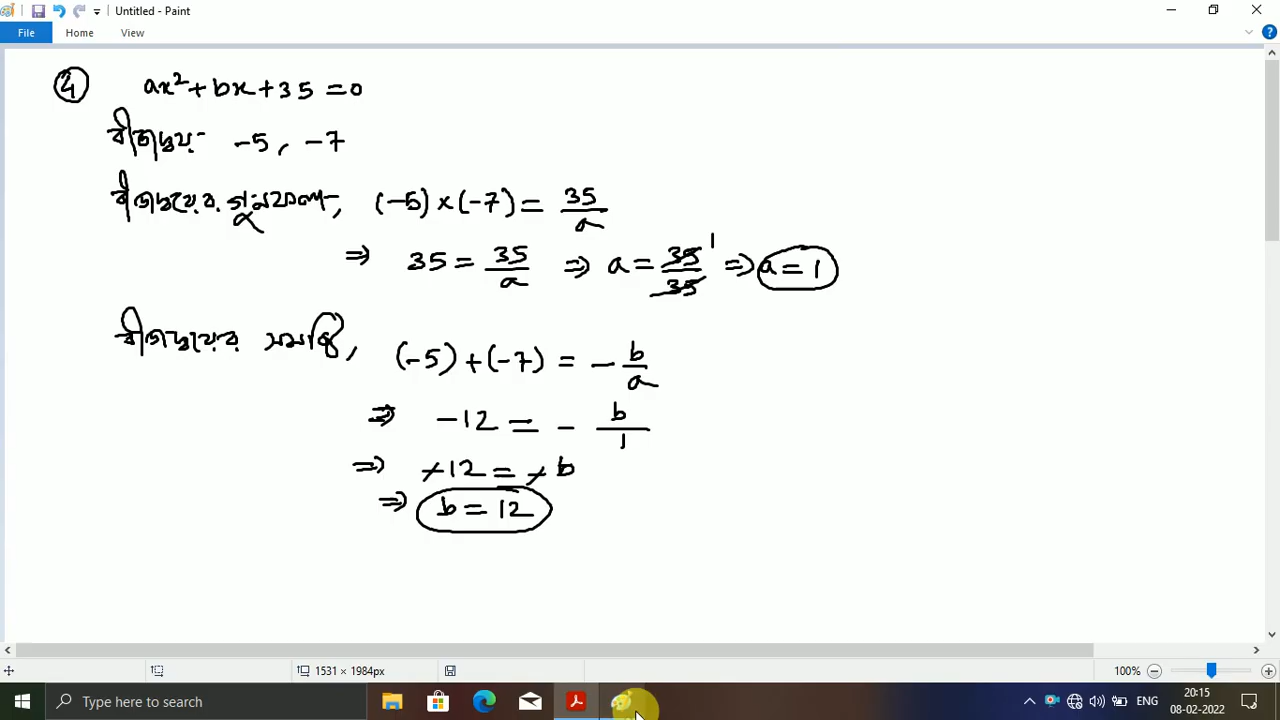 Untitled - Paint
File Home View
④ ax²+bx+35=0
বীজদ্বয়: -5, -7
বীজদ্বয়ের গুনফল, (-5)×(-7)=35/a
⇒ 35=35/a ⇒ a=35/35 1 ⇒ a=1
বীজদ্বয়ের সমষ্টি, (-5)+(-7)=-b/a
⇒ -12=-b/1
⇒ -12=-b
⇒ b=12
1531 × 1984px 100%
Type here to search ENG 20:15
08-02-2022